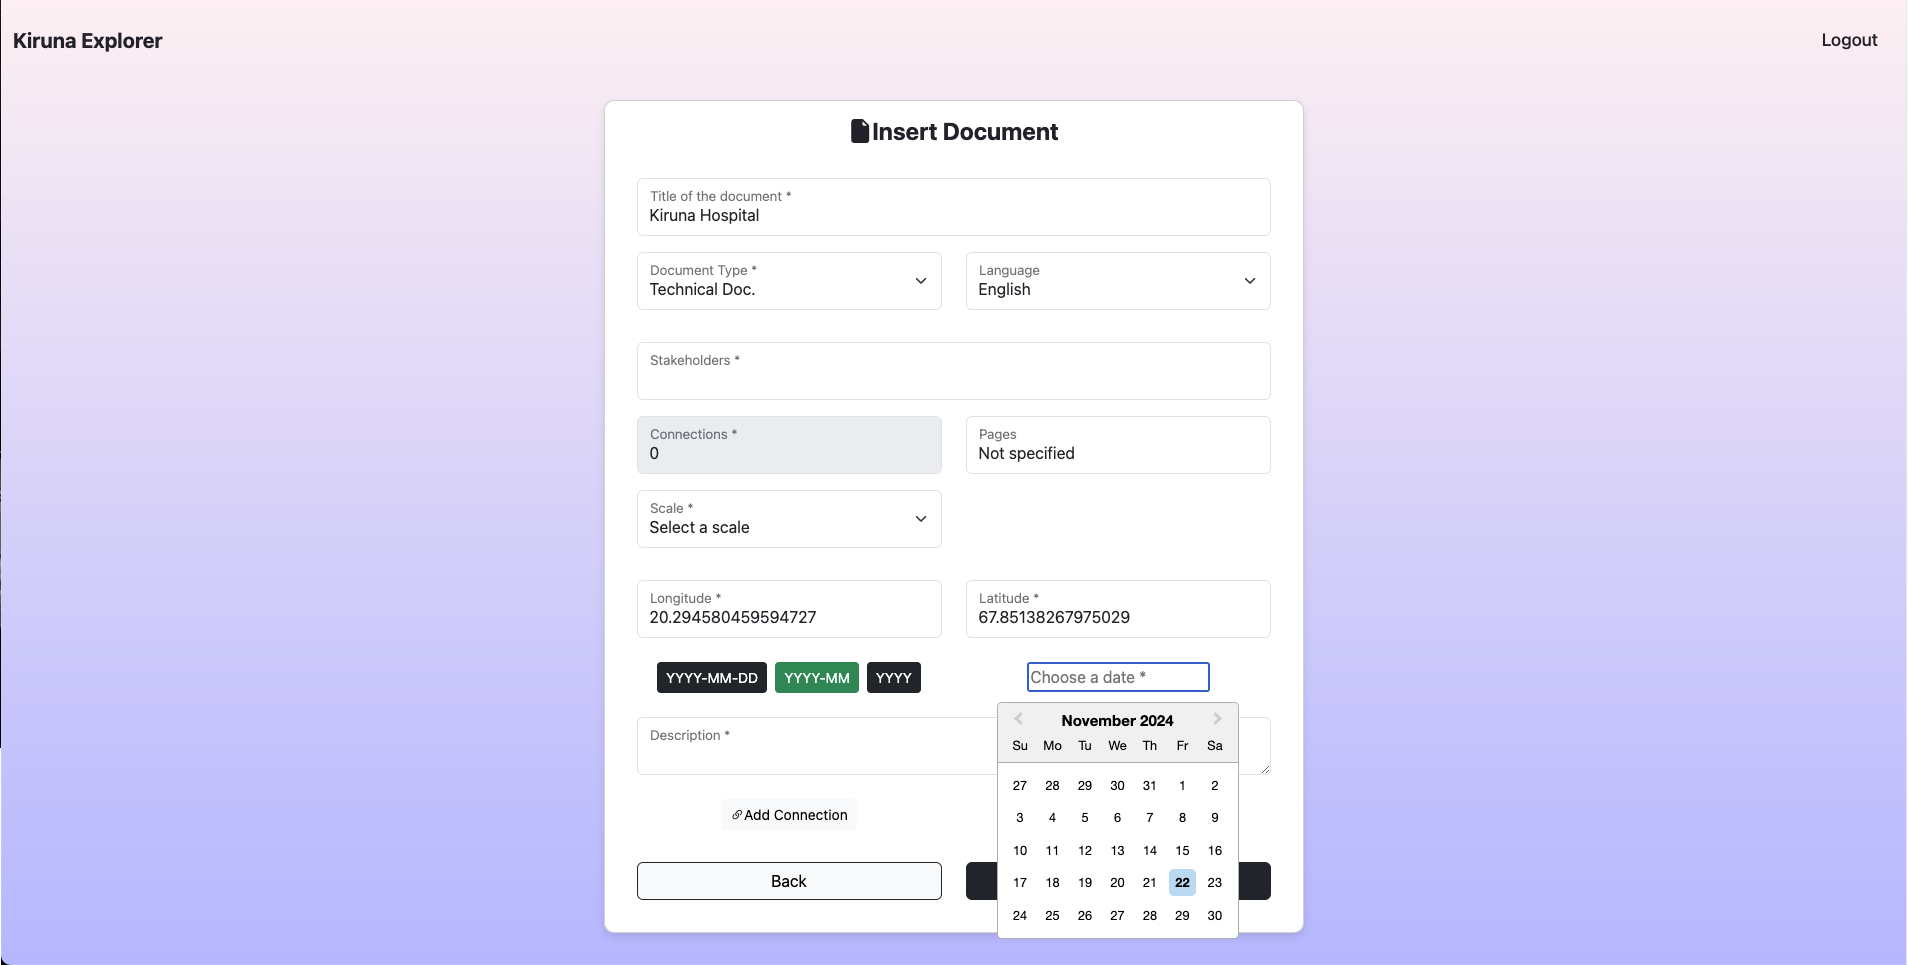 Kiruna Explorer
Logout
Insert Document
Title of the document *
Kiruna Hospital
Document Type *
Technical Doc.
Language
English
Stakeholders *
Connections *
0
Pages
Not specified
Scale *
Select a scale
Longitude *
20.294580459594727
Latitude *
67.85138267975029
YYYY-MM-DD YYYY-MM YYYY
Choose a date *
Description *
November 2024
Su Mo Tu We Th Fr Sa
27 28 29 30 31 1 2
3 4 5 6 7 8 9
10 11 12 13 14 15 16
17 18 19 20 21 22 23
24 25 26 27 28 29 30
Add Connection
Back